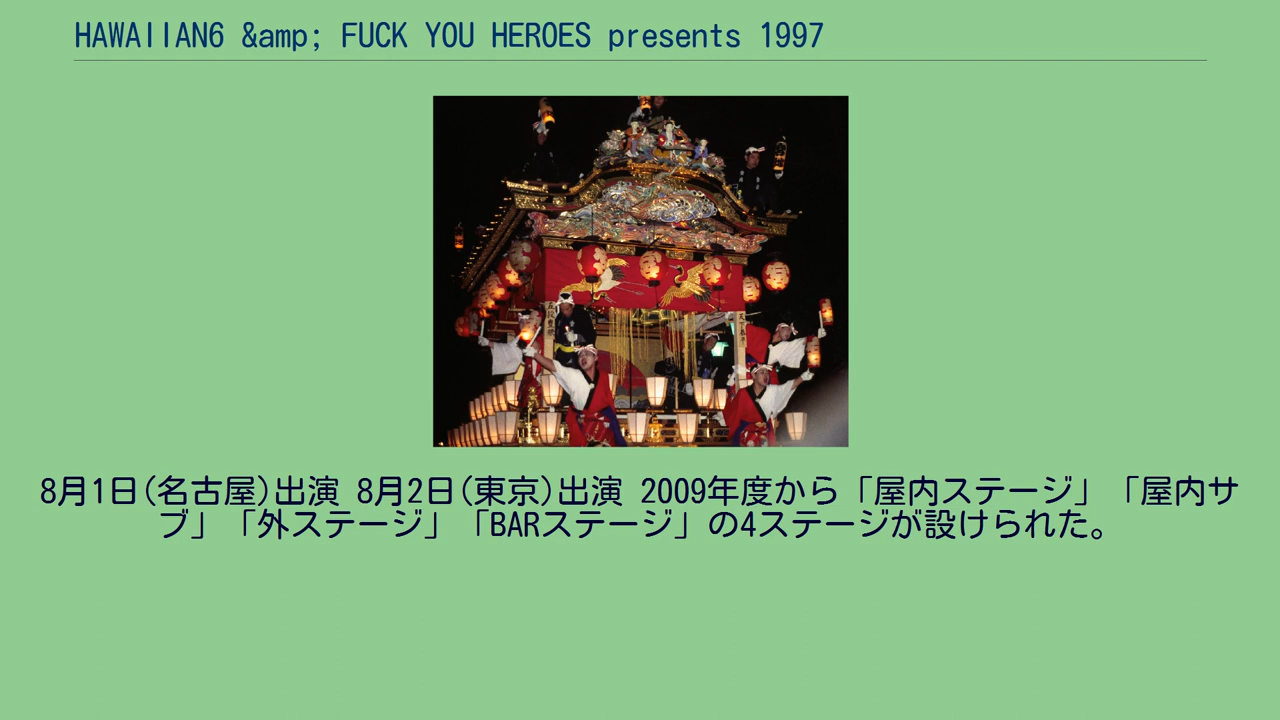 HAWAIIAN6 &amp; FUCK YOU HEROES presents 1997
8月1日(名古屋)出演 8月2日(東京)出演 2009年度から「屋内ステージ」「屋内サ
ブ」「外ステージ」「BARステージ」の4ステージが設けられた。